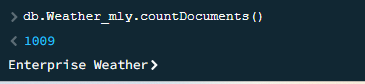 > db.Weather_mly.countDocuments()
< 1009
Enterprise Weather>